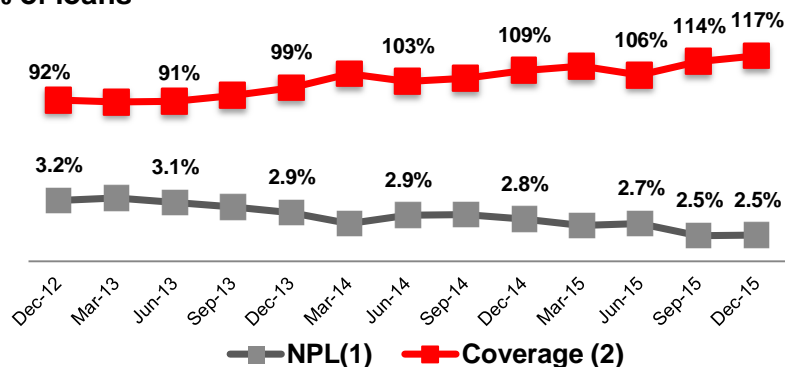 of loans
92% 91% 99% 103% 109% 106% 114% 117%
3.2% 3.1% 2.9% 2.9% 2.8% 2.7% 2.5% 2.5%
Dec-12 Mar-13 Jun-13 Sep-13 Dec-13 Mar-14 Jun-14 Sep-14 Dec-14 Mar-15 Jun-15 Sep-15 Dec-15
NPL(1) Coverage (2)